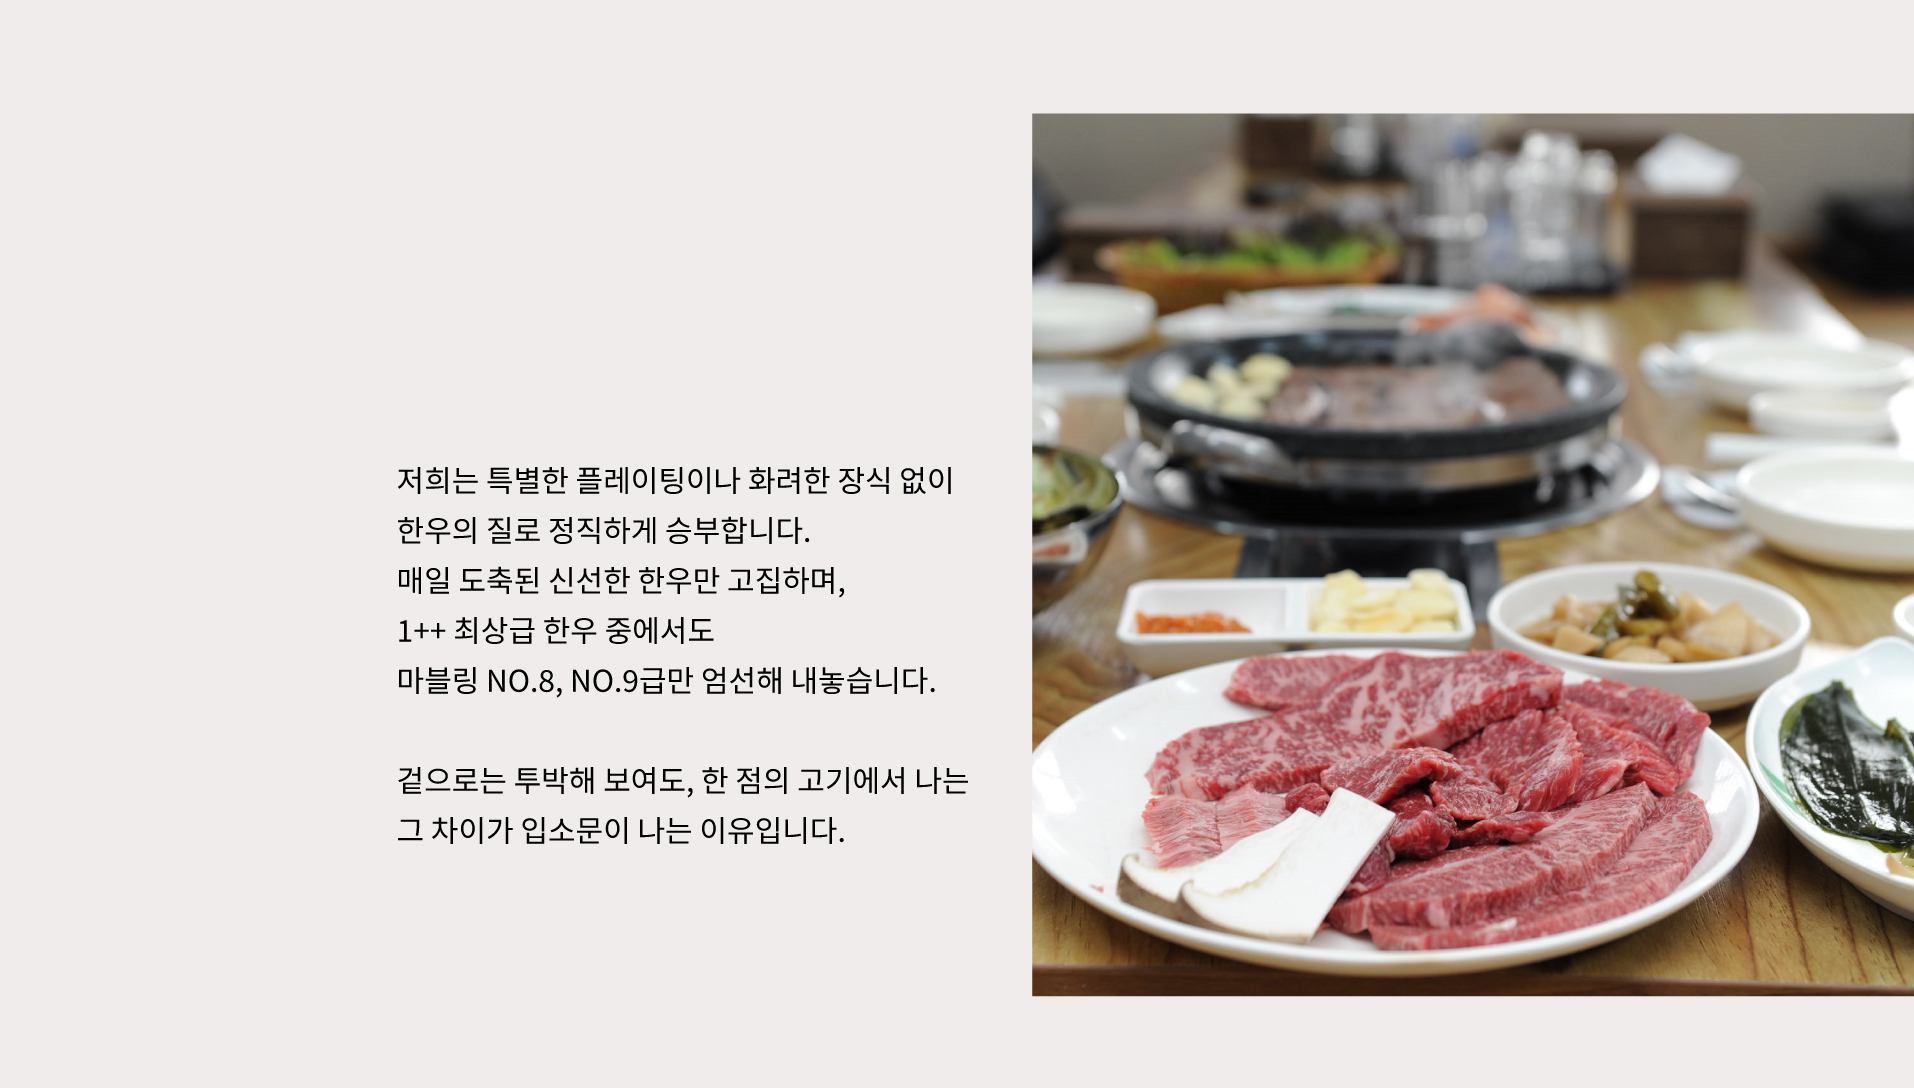 저희는 특별한 플레이팅이나 화려한 장식 없이
한우의 질로 정직하게 승부합니다.
매일 도축된 신선한 한우만 고집하며,
1++ 최상급 한우 중에서도
마블링 NO.8, NO.9급만 엄선해 내놓습니다.
겉으로는 투박해 보여도, 한 점의 고기에서 나는
그 차이가 입소문이 나는 이유입니다.